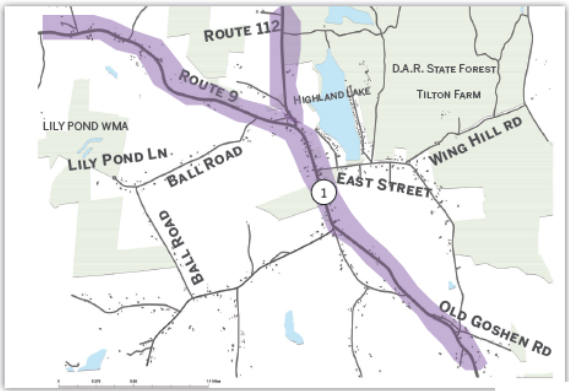 ROUTE 112
ROUTE 9
HIGHLAND LAKE
D.A.R. STATE FOREST
TILTON FARM
LILY POND WMA
LILY POND LN
BALL ROAD
WING HILL RD
EAST STREET
1
BALL ROAD
OLD GOSHEN RD